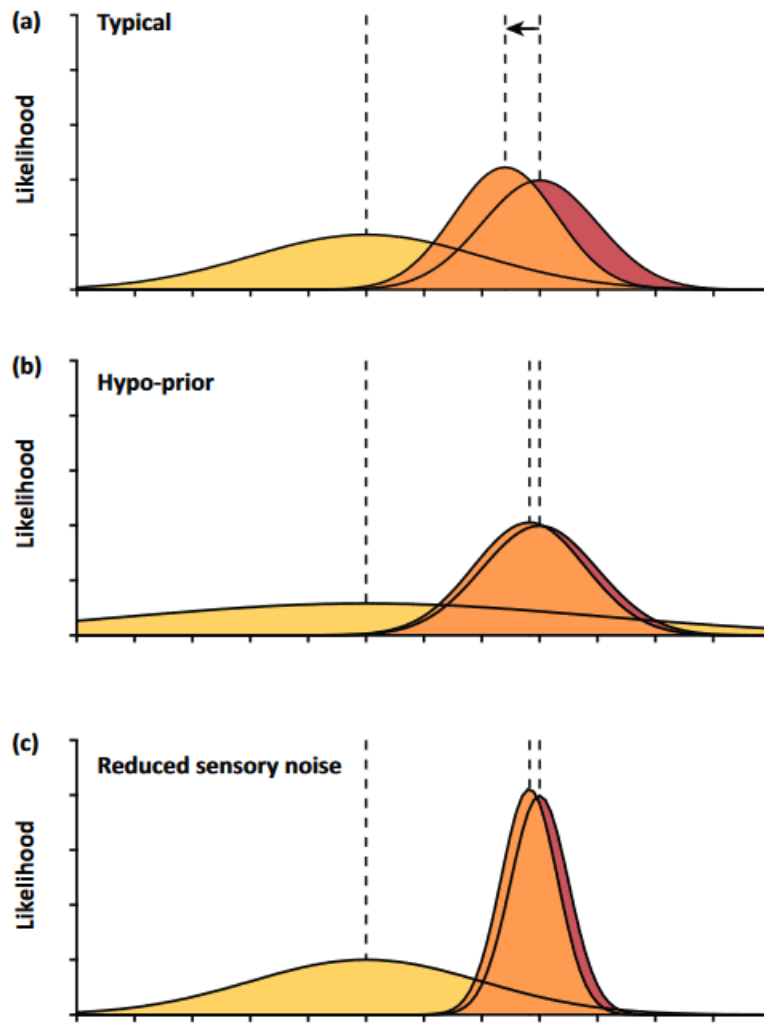 (a) Typical
Likelihood
(b) Hypo-prior
Likelihood
(c) Reduced sensory noise
Likelihood